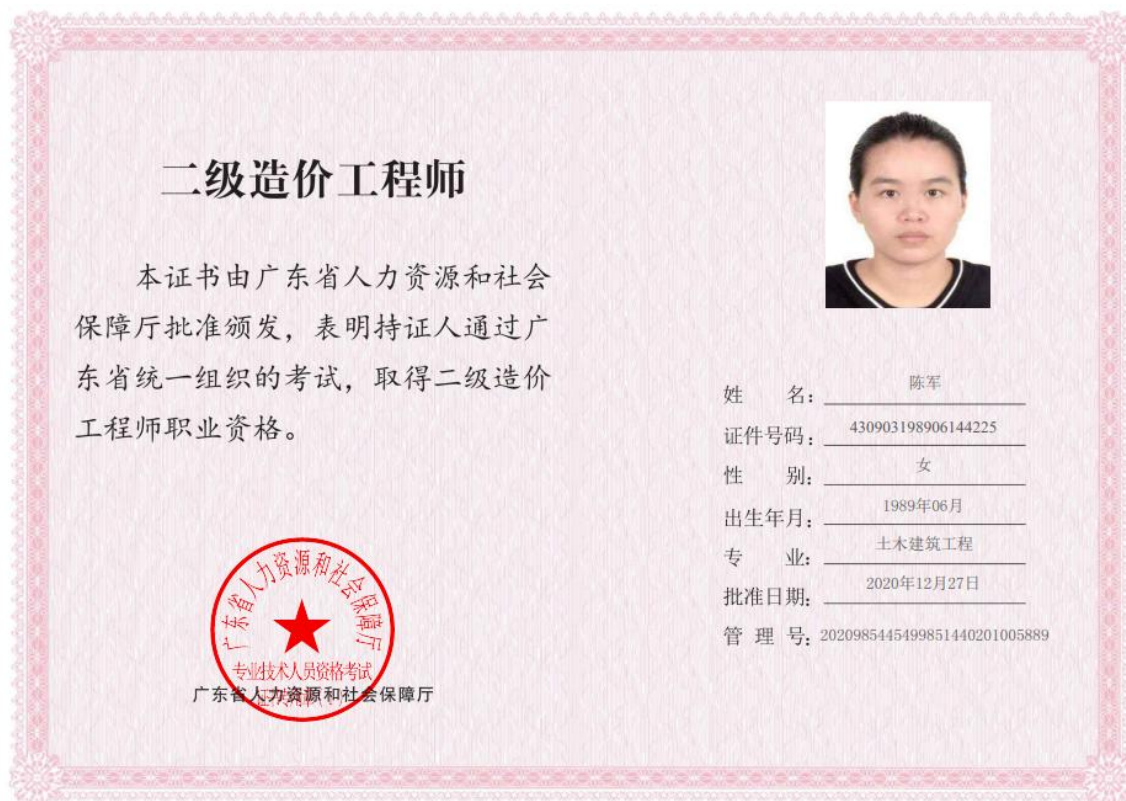 二级造价工程师
本证书由广东省人力资源和社会
保障厅批准颁发，表明持证人通过广
东省统一组织的考试，取得二级造价
工程师职业资格。
广东省人力资源和社会保障厅
专业技术人员资格考试
广东省人力资源和社会保障厅
姓 名：陈军
证件号码：430903198906144225
性 别：女
出生年月：1989年06月
专 业：土木建筑工程
批准日期：2020年12月27日
管 理 号：2020985445499851440201005889